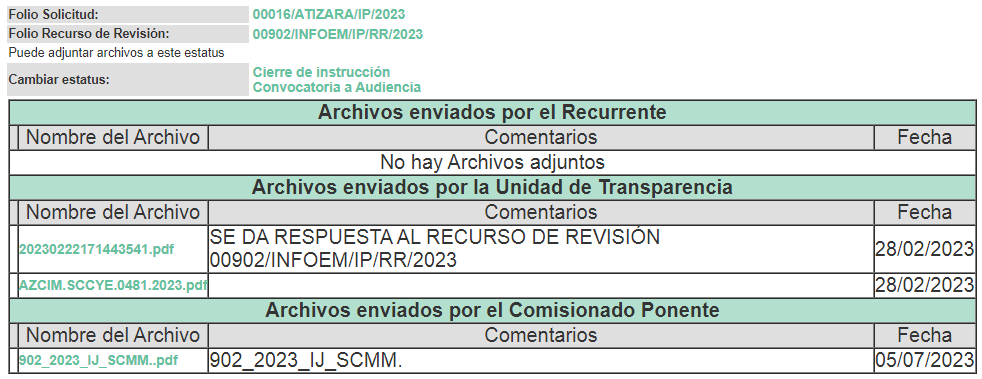 Folio Solicitud: 00016/ATIZARA/IP/2023
Folio Recurso de Revisión: 00902/INFOEM/IP/RR/2023
Puede adjuntar archivos a este estatus
Cambiar estatus: Cierre de instrucción
Convocatoria a Audiencia
Archivos enviados por el Recurrente
Nombre del Archivo Comentarios Fecha
No hay Archivos adjuntos
Archivos enviados por la Unidad de Transparencia
Nombre del Archivo Comentarios Fecha
20230222171443541.pdf SE DA RESPUESTA AL RECURSO DE REVISIÓN 00902/INFOEM/IP/RR/2023 28/02/2023
AZCIM.SCCYE.0481.2023.pdf 28/02/2023
Archivos enviados por el Comisionado Ponente
Nombre del Archivo Comentarios Fecha
902_2023_IJ_SCMM..pdf 902_2023_IJ_SCMM. 05/07/2023